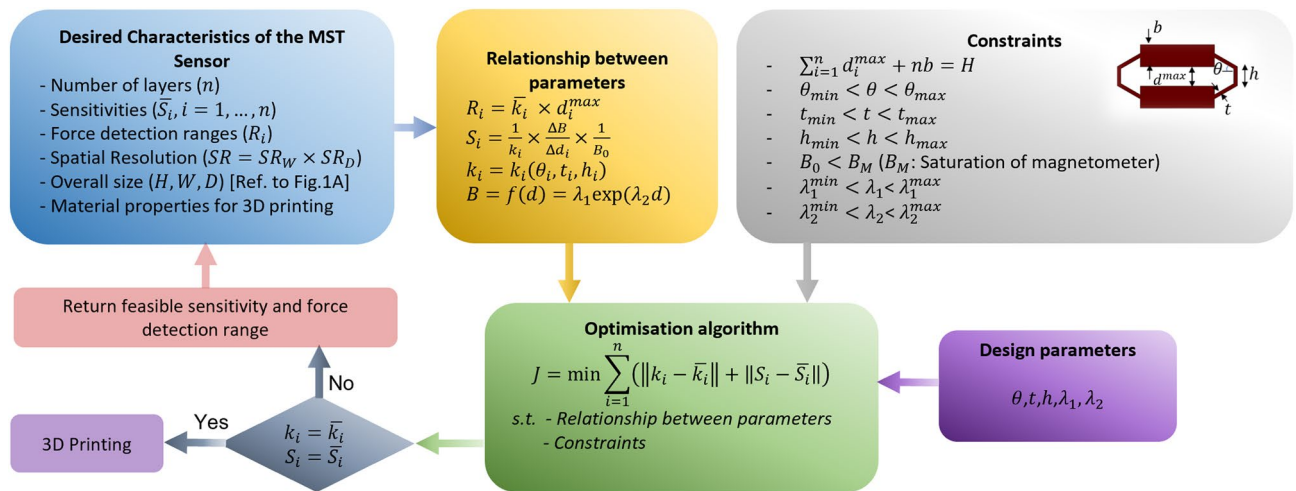 Desired Characteristics of the MST
Sensor
- Number of layers (n)
- Sensitivities (S̅ᵢ, i = 1, … , n)
- Force detection ranges (Rᵢ)
- Spatial Resolution (SR = SR_W × SR_D)
- Overall size (H, W, D) [Ref. to Fig.1A]
- Material properties for 3D printing
Relationship between
parameters
Rᵢ = k̅ᵢ × dᵢ^max
Sᵢ = 1/kᵢ × ΔB/Δdᵢ × 1/B₀
kᵢ = kᵢ(θᵢ, tᵢ, hᵢ)
B = f(d) = λ₁exp(λ₂d)
Constraints
- ∑ᵢ₌₁ⁿ dᵢ^max + nb = H
- θ_min < θ < θ_max
- t_min < t < t_max
- h_min < h < h_max
- B₀ < B_M (B_M: Saturation of magnetometer)
- λ₁^min < λ₁< λ₁^max
- λ₂^min < λ₂< λ₂^max
b
d^max
θ
h
t
Return feasible sensitivity and force
detection range
Optimisation algorithm
J = min ∑ᵢ₌₁ⁿ (‖kᵢ − k̅ᵢ‖ + ‖Sᵢ − S̅ᵢ‖)
s.t. - Relationship between parameters
- Constraints
Design parameters
θ,t,h,λ₁, λ₂
No
Yes
kᵢ = k̅ᵢ
Sᵢ = S̅ᵢ
3D Printing